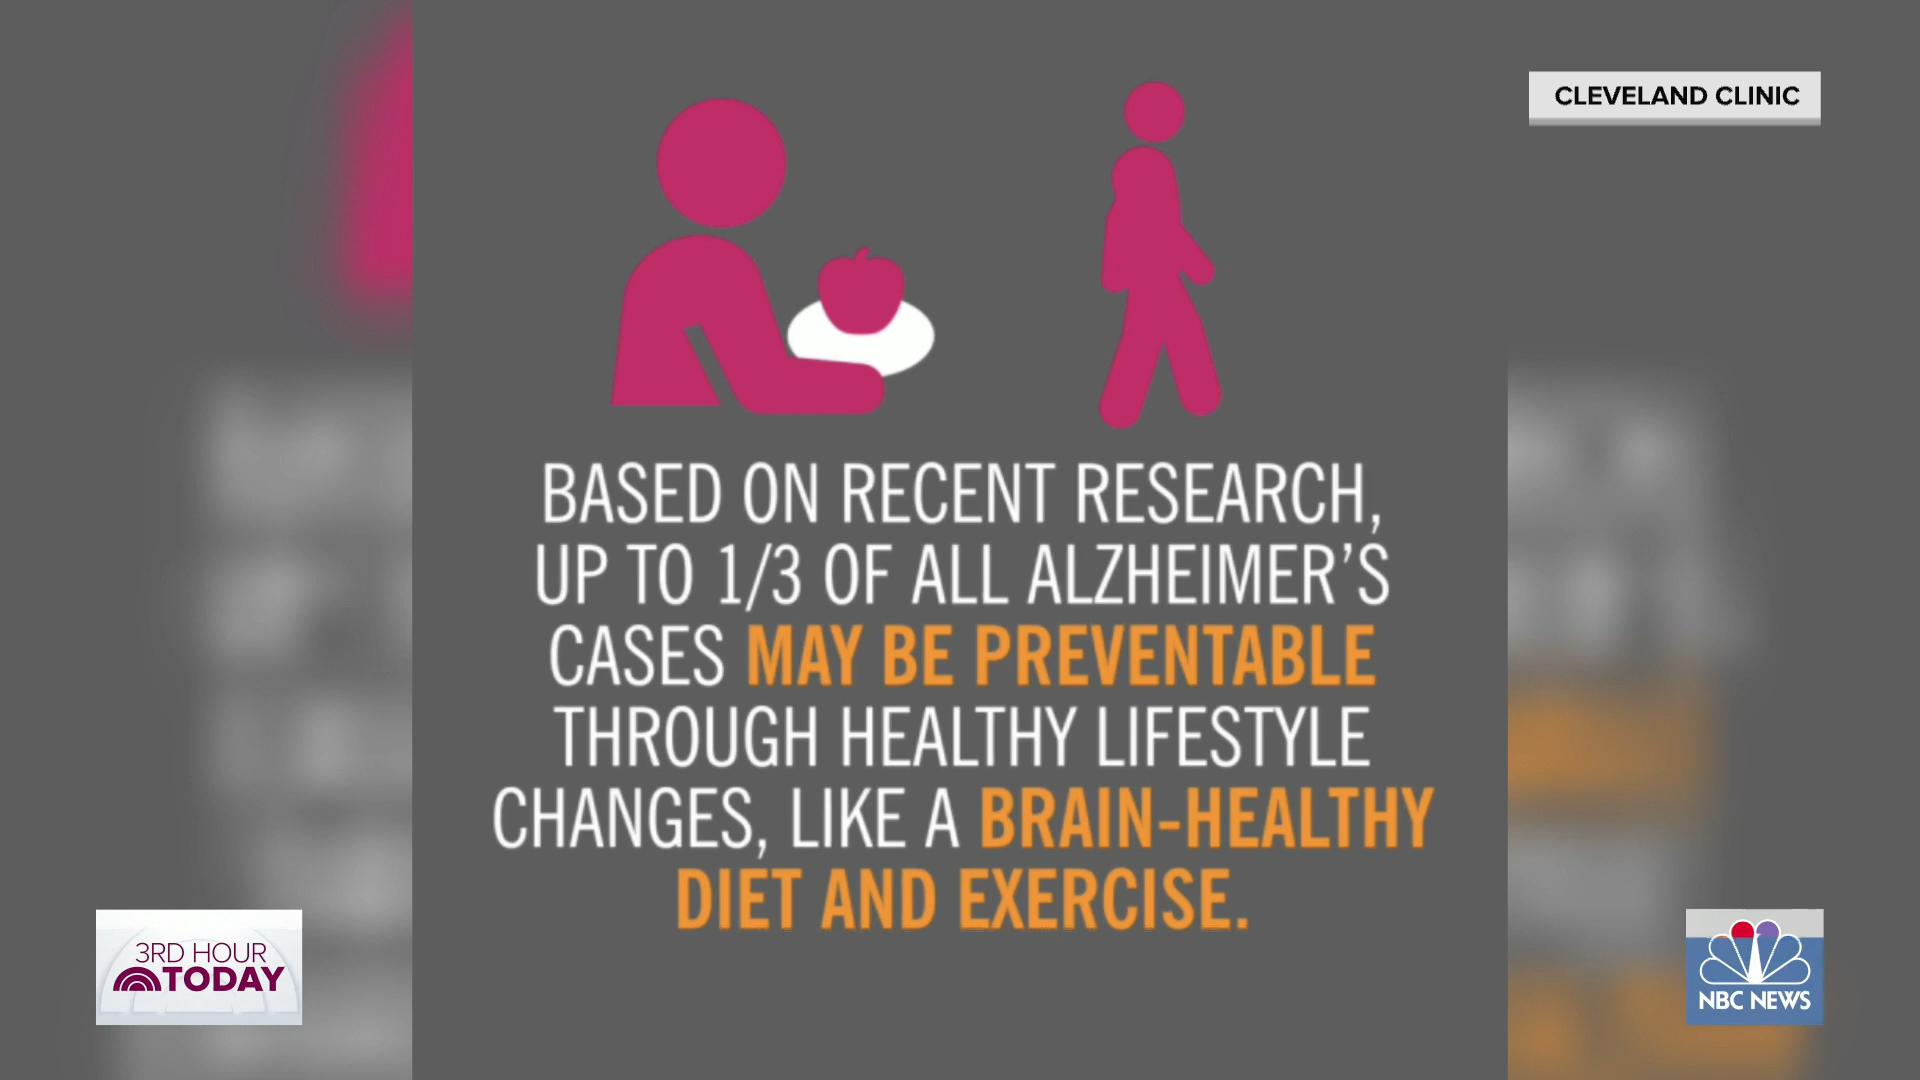 CLEVELAND CLINIC
BASED ON RECENT RESEARCH,
UP TO 1/3 OF ALL ALZHEIMER'S
CASES MAY BE PREVENTABLE
THROUGH HEALTHY LIFESTYLE
CHANGES, LIKE A BRAIN-HEALTHY
DIET AND EXERCISE.
3RD HOUR
TODAY
NBC NEWS